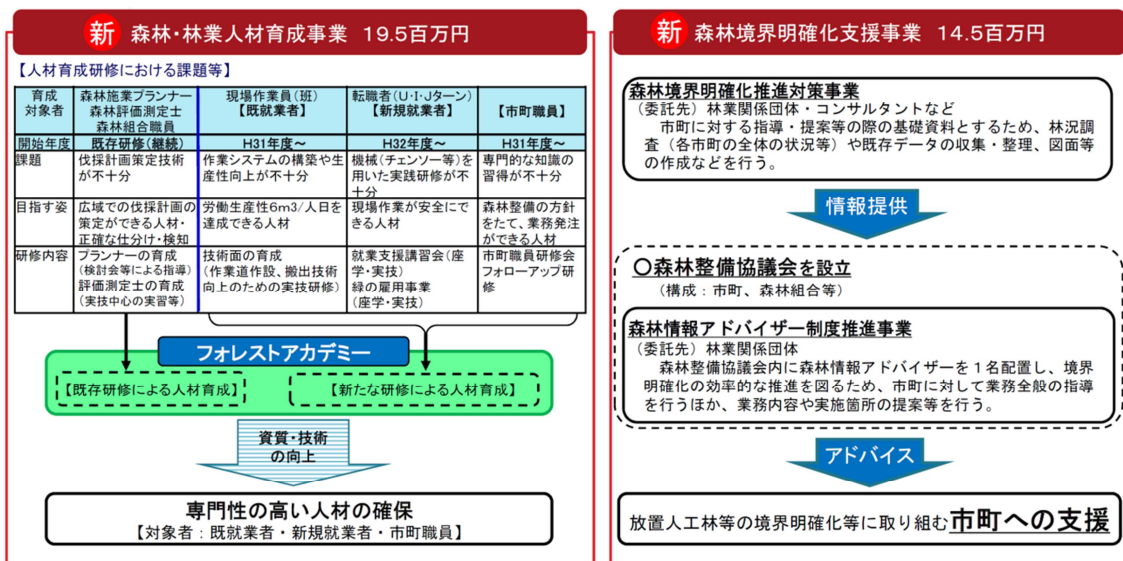 新 森林・林業人材育成事業 19.5百万円
【人材育成研修における課題等】
育成
対象者
森林施業プランナー
森林評価測定士
森林組合職員
現場作業員(班)
【既就業者】
転職者(U・I・Jターン)
【新規就業者】
【市町職員】
開始年度
既存研修(継続)
H31年度～
H32年度～
H31年度～
課題
伐採計画策定技術
が不十分
作業システムの構築や生
産性向上が不十分
機械(チェンソー等)を
用いた実践研修が不
十分
専門的な知識の
習得が不十分
目指す姿
広域での伐採計画の
策定ができる人材・
正確な仕分け・検知
労働生産性6m3/人日を
達成できる人材
現場作業が安全にで
きる人材
森林整備の方針
をたて、業務発注
ができる人材
研修内容
プランナーの育成
(検討会等による指導)
評価測定士の育成
(実技中心の実習等)
技術面の育成
(作業道作設、搬出技術
向上のための実技研修)
就業支援講習会(座
学・実技)
緑の雇用事業
(座学・実技)
市町職員研修会
フォローアップ研
修
フォレストアカデミー
【既存研修による人材育成】
【新たな研修による人材育成】
資質・技術
の向上
専門性の高い人材の確保
【対象者：既就業者・新規就業者・市町職員】
新 森林境界明確化支援事業 14.5百万円
森林境界明確化推進対策事業
(委託先)林業関係団体・コンサルタントなど
市町に対する指導・提案等の際の基礎資料とするため、林況調
査(各市町の全体の状況等)や既存データの収集・整理、図面等
の作成などを行う。
情報提供
〇森林整備協議会を設立
(構成：市町、森林組合等)
森林情報アドバイザー制度推進事業
(委託先)林業関係団体
森林整備協議会内に森林情報アドバイザーを１名配置し、境界
明確化の効率的な推進を図るため、市町に対して業務全般の指導
を行うほか、業務内容や実施箇所の提案等を行う。
アドバイス
放置人工林等の境界明確化等に取り組む市町への支援